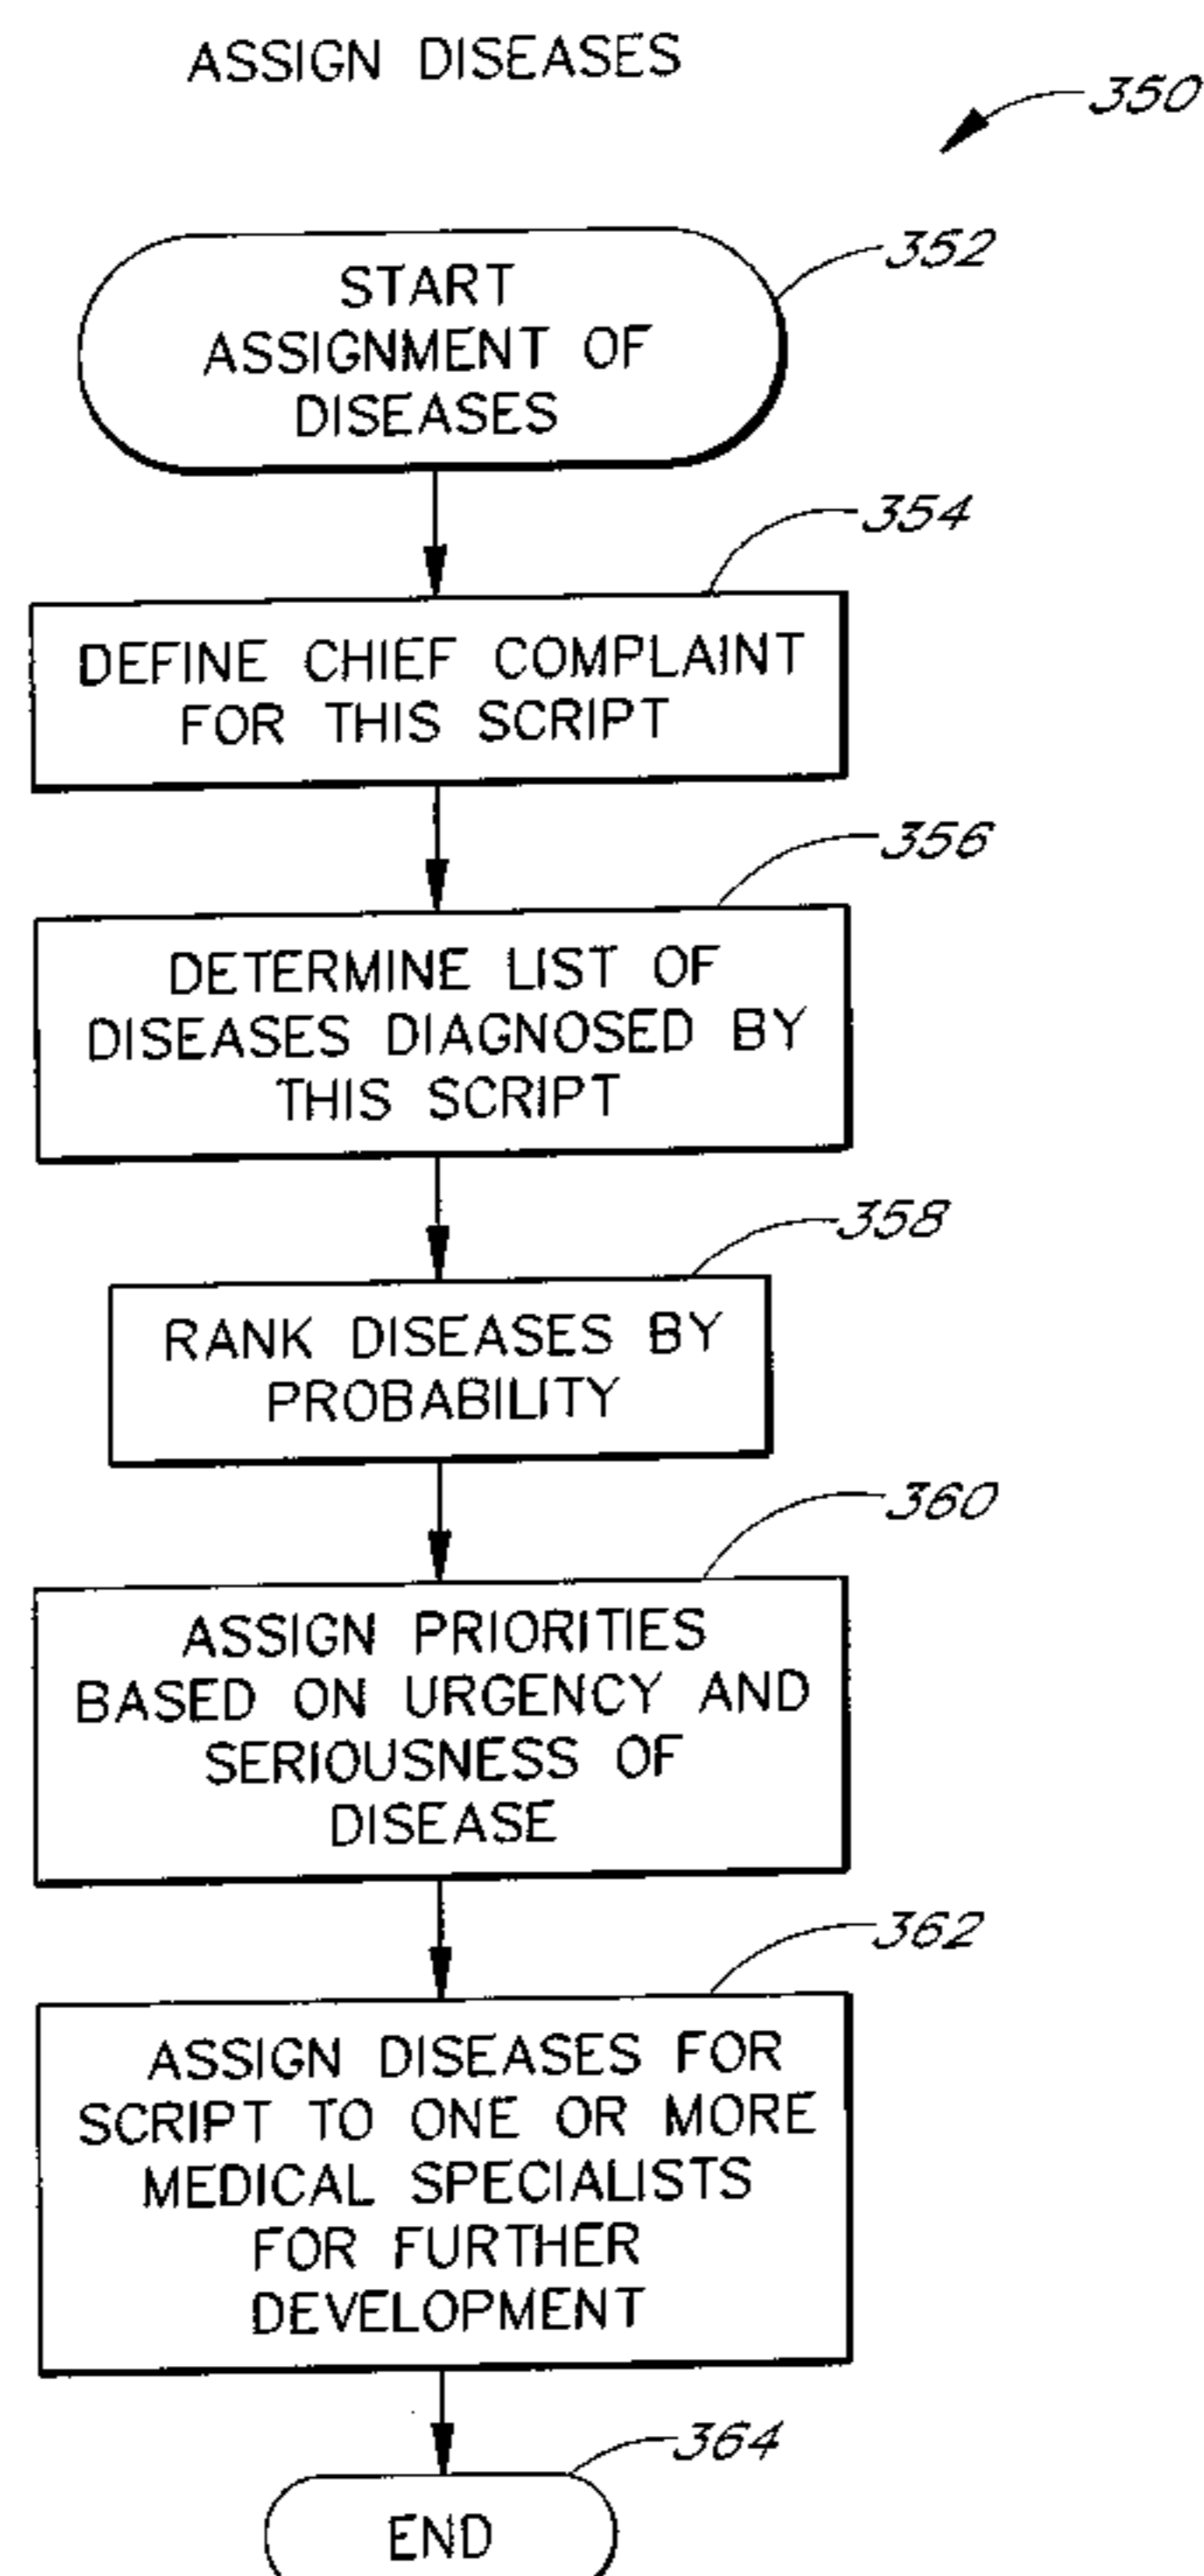 ASSIGN DISEASES
350
352
START
ASSIGNMENT OF
DISEASES
354
DEFINE CHIEF COMPLAINT
FOR THIS SCRIPT
356
DETERMINE LIST OF
DISEASES DIAGNOSED BY
THIS SCRIPT
358
RANK DISEASES BY
PROBABILITY
360
ASSIGN PRIORITIES
BASED ON URGENCY AND
SERIOUSNESS OF
DISEASE
362
ASSIGN DISEASES FOR
SCRIPT TO ONE OR MORE
MEDICAL SPECIALISTS
FOR FURTHER
DEVELOPMENT
364
END